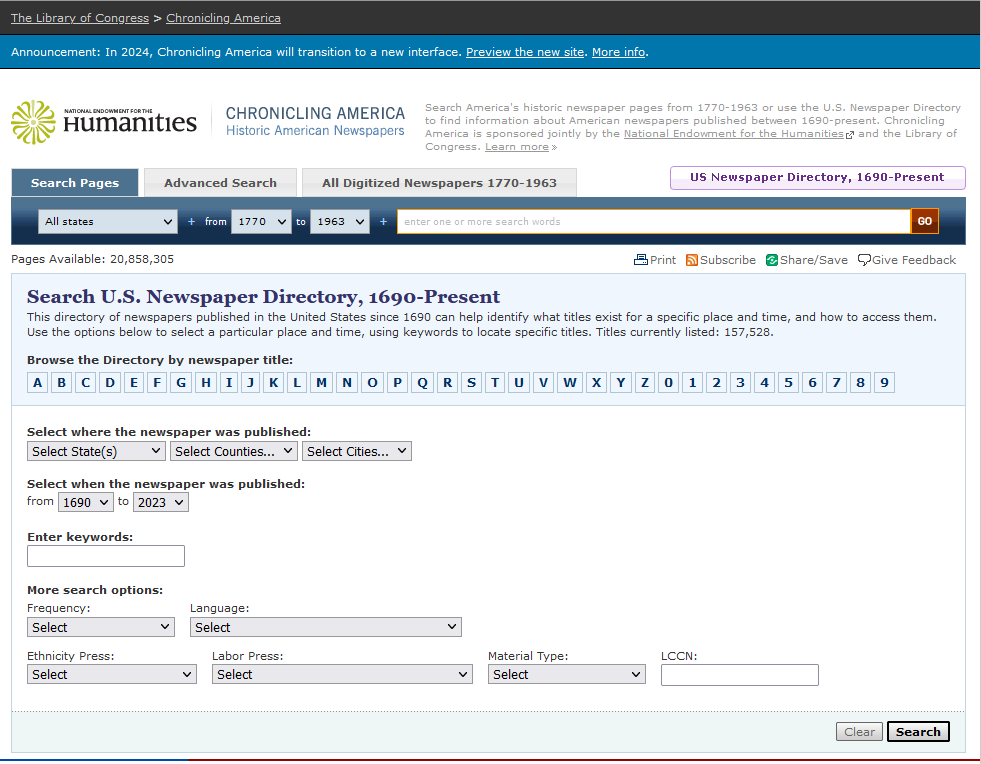 The Library of Congress > Chronicling America
Announcement: In 2024, Chronicling America will transition to a new interface. Preview the new site. More info.
NATIONAL ENDOWMENT FOR THE
Humanities
CHRONICLING AMERICA
Historic American Newspapers
Search America's historic newspaper pages from 1770-1963 or use the U.S. Newspaper Directory
to find information about American newspapers published between 1690-present. Chronicling
America is sponsored jointly by the National Endowment for the Humanities and the Library of
Congress. Learn more »
Search Pages Advanced Search All Digitized Newspapers 1770-1963 US Newspaper Directory, 1690-Present
All states + from 1770 to 1963 + enter one or more search words GO
Pages Available: 20,858,305 Print Subscribe Share/Save Give Feedback
Search U.S. Newspaper Directory, 1690-Present
This directory of newspapers published in the United States since 1690 can help identify what titles exist for a specific place and time, and how to access them.
Use the options below to select a particular place and time, using keywords to locate specific titles. Titles currently listed: 157,528.
Browse the Directory by newspaper title:
A B C D E F G H I J K L M N O P Q R S T U V W X Y Z 0 1 2 3 4 5 6 7 8 9
Select where the newspaper was published:
Select State(s) Select Counties... Select Cities...
Select when the newspaper was published:
from 1690 to 2023
Enter keywords:
More search options:
Frequency: Language:
Select Select
Ethnicity Press: Labor Press: Material Type: LCCN:
Select Select Select
Clear Search